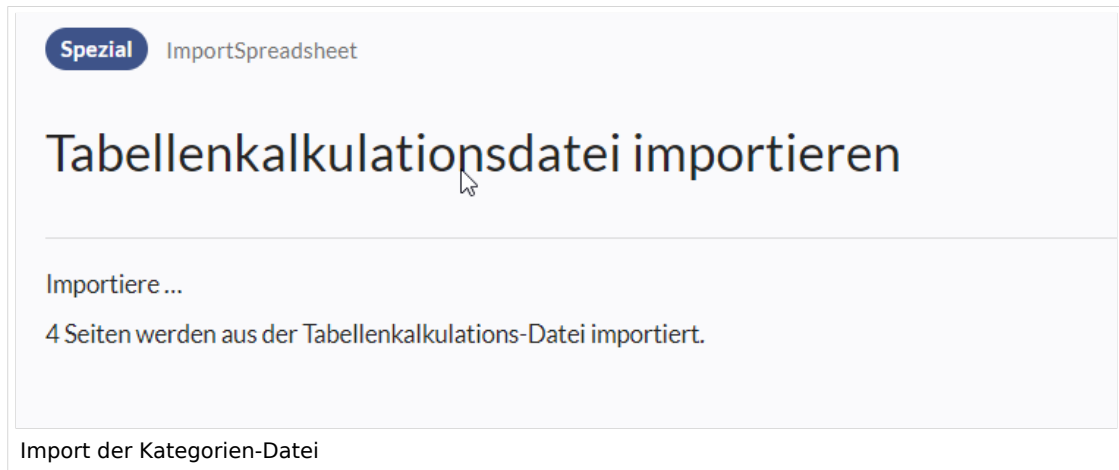 Spezial ImportSpreadsheet
Tabellenkalkulationsdatei importieren
Importiere ...
4 Seiten werden aus der Tabellenkalkulations-Datei importiert.
Import der Kategorien-Datei